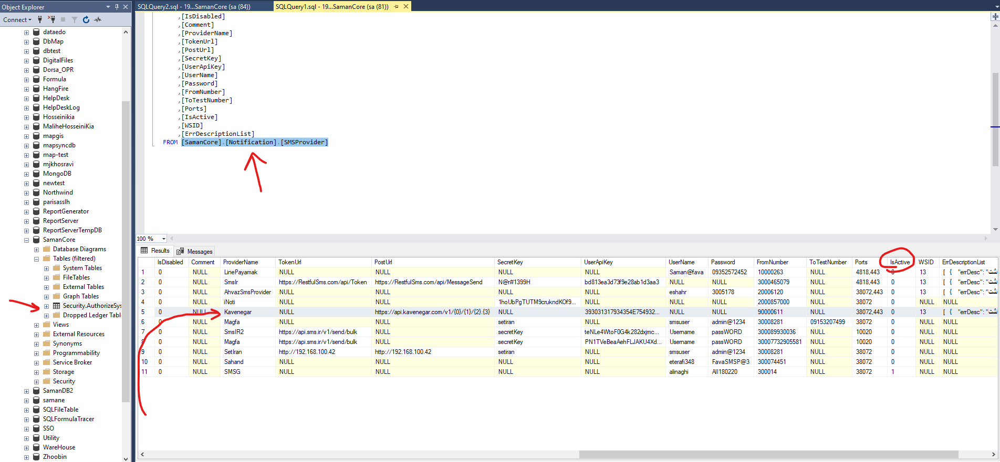 Object Explorer
Connect
dataedo
DbMap
dbtest
DigitalFiles
Dorsa_OPR
Formula
HangFire
HelpDesk
HelpDeskLog
Hosseinikia
MaliheHosseiniKia
mapgis
mapsyncdb
map-test
mjkhosravi
MongoDB
newtest
Northwind
parisasslh
ReportGenerator
ReportServer
ReportServerTempDB
SamanCore
Database Diagrams
Tables (filtered)
System Tables
FileTables
External Tables
Graph Tables
Security.AuthorizeSys
Dropped Ledger Tabl
Views
External Resources
Synonyms
Programmability
Service Broker
Storage
Security
SamanDB2
samane
SQLFileTable
SQLFormulaTracer
SSO
Utility
WareHouse
Zhoobin
SQLQuery2.sql - 19...SamanCore (sa (84)) SQLQuery1.sql - 19...SamanCore (sa (81))
,[IsDisabled]
,[Comment]
,[ProviderName]
,[TokenUrl]
,[PostUrl]
,[SecretKey]
,[UserApiKey]
,[UserName]
,[Password]
,[FromNumber]
,[ToTestNumber]
,[Ports]
,[IsActive]
,[WSID]
,[ErrDescriptionList]
FROM [SamanCore].[Notification].[SMSProvider]
100 %
Results Messages
IsDisabled Comment ProviderName TokenUrl PostUrl SecretKey UserApiKey UserName Password FromNumber ToTestNumber Ports IsActive WSID ErrDescriptionList
1 0 NULL LinePayamak NULL NULL NULL NULL Saman@fava 09352572452 10000263 NULL 4818,443 0 13 [ { "errDesc": "
2 0 NULL SmsIr https://RestfulSms.com/api/Token https://RestfulSms.com/api/MessageSend N@r#1399H bd813ea3d73f9e28ab1d3aa3 NULL NULL 3000465079 NULL 4818,443 0 13 [ { "errDesc": "
3 0 NULL AhvazSmsProvider NULL NULL NULL NULL eshahr 3005178 20006120 NULL 38072,443 0 13 [ { "errDesc": "
4 0 NULL iNoti NULL NULL 1hoUbPgTUTM9crukndKOf9... NULL NULL NULL 2000857000 NULL 38072 0 NULL NULL
5 0 NULL Kavenegar NULL https://api.kavenegar.com/v1/{0}/{1}/{2}.{3} NULL 393031317934354E754932... NULL NULL 90000611 NULL 38072,443 0 13 [ { "errDesc": "
6 0 NULL Magfa NULL NULL setiran NULL smsuser admin@1234 30008281 09153207499 38072 0 NULL NULL
7 0 NULL SmsIR2 https://api.sms.ir/v1/send/bulk NULL secretKey teNLe4WtoF0G4k282dxjmc... Username passWORD 300089930036 NULL 10020 0 NULL NULL
8 0 NULL Magfa https://api.sms.ir/v1/send/bulk NULL secretKey PN1TVeBeaAehFLJAKU4Xd... Username passWORD 30007732905581 NULL 10020 0 NULL NULL
9 0 NULL SetIran http://192.168.100.42 http://192.168.100.42 setiran NULL smsuser admin@1234 30008281 NULL 38072 0 NULL NULL
10 0 NULL Sahand NULL NULL NULL NULL eterafi348 FavaSMSP@3 300074451 NULL 38072 0 NULL NULL
11 0 NULL SMSG NULL NULL NULL NULL alinaghi All180220 300014 NULL 38072 1 NULL NULL